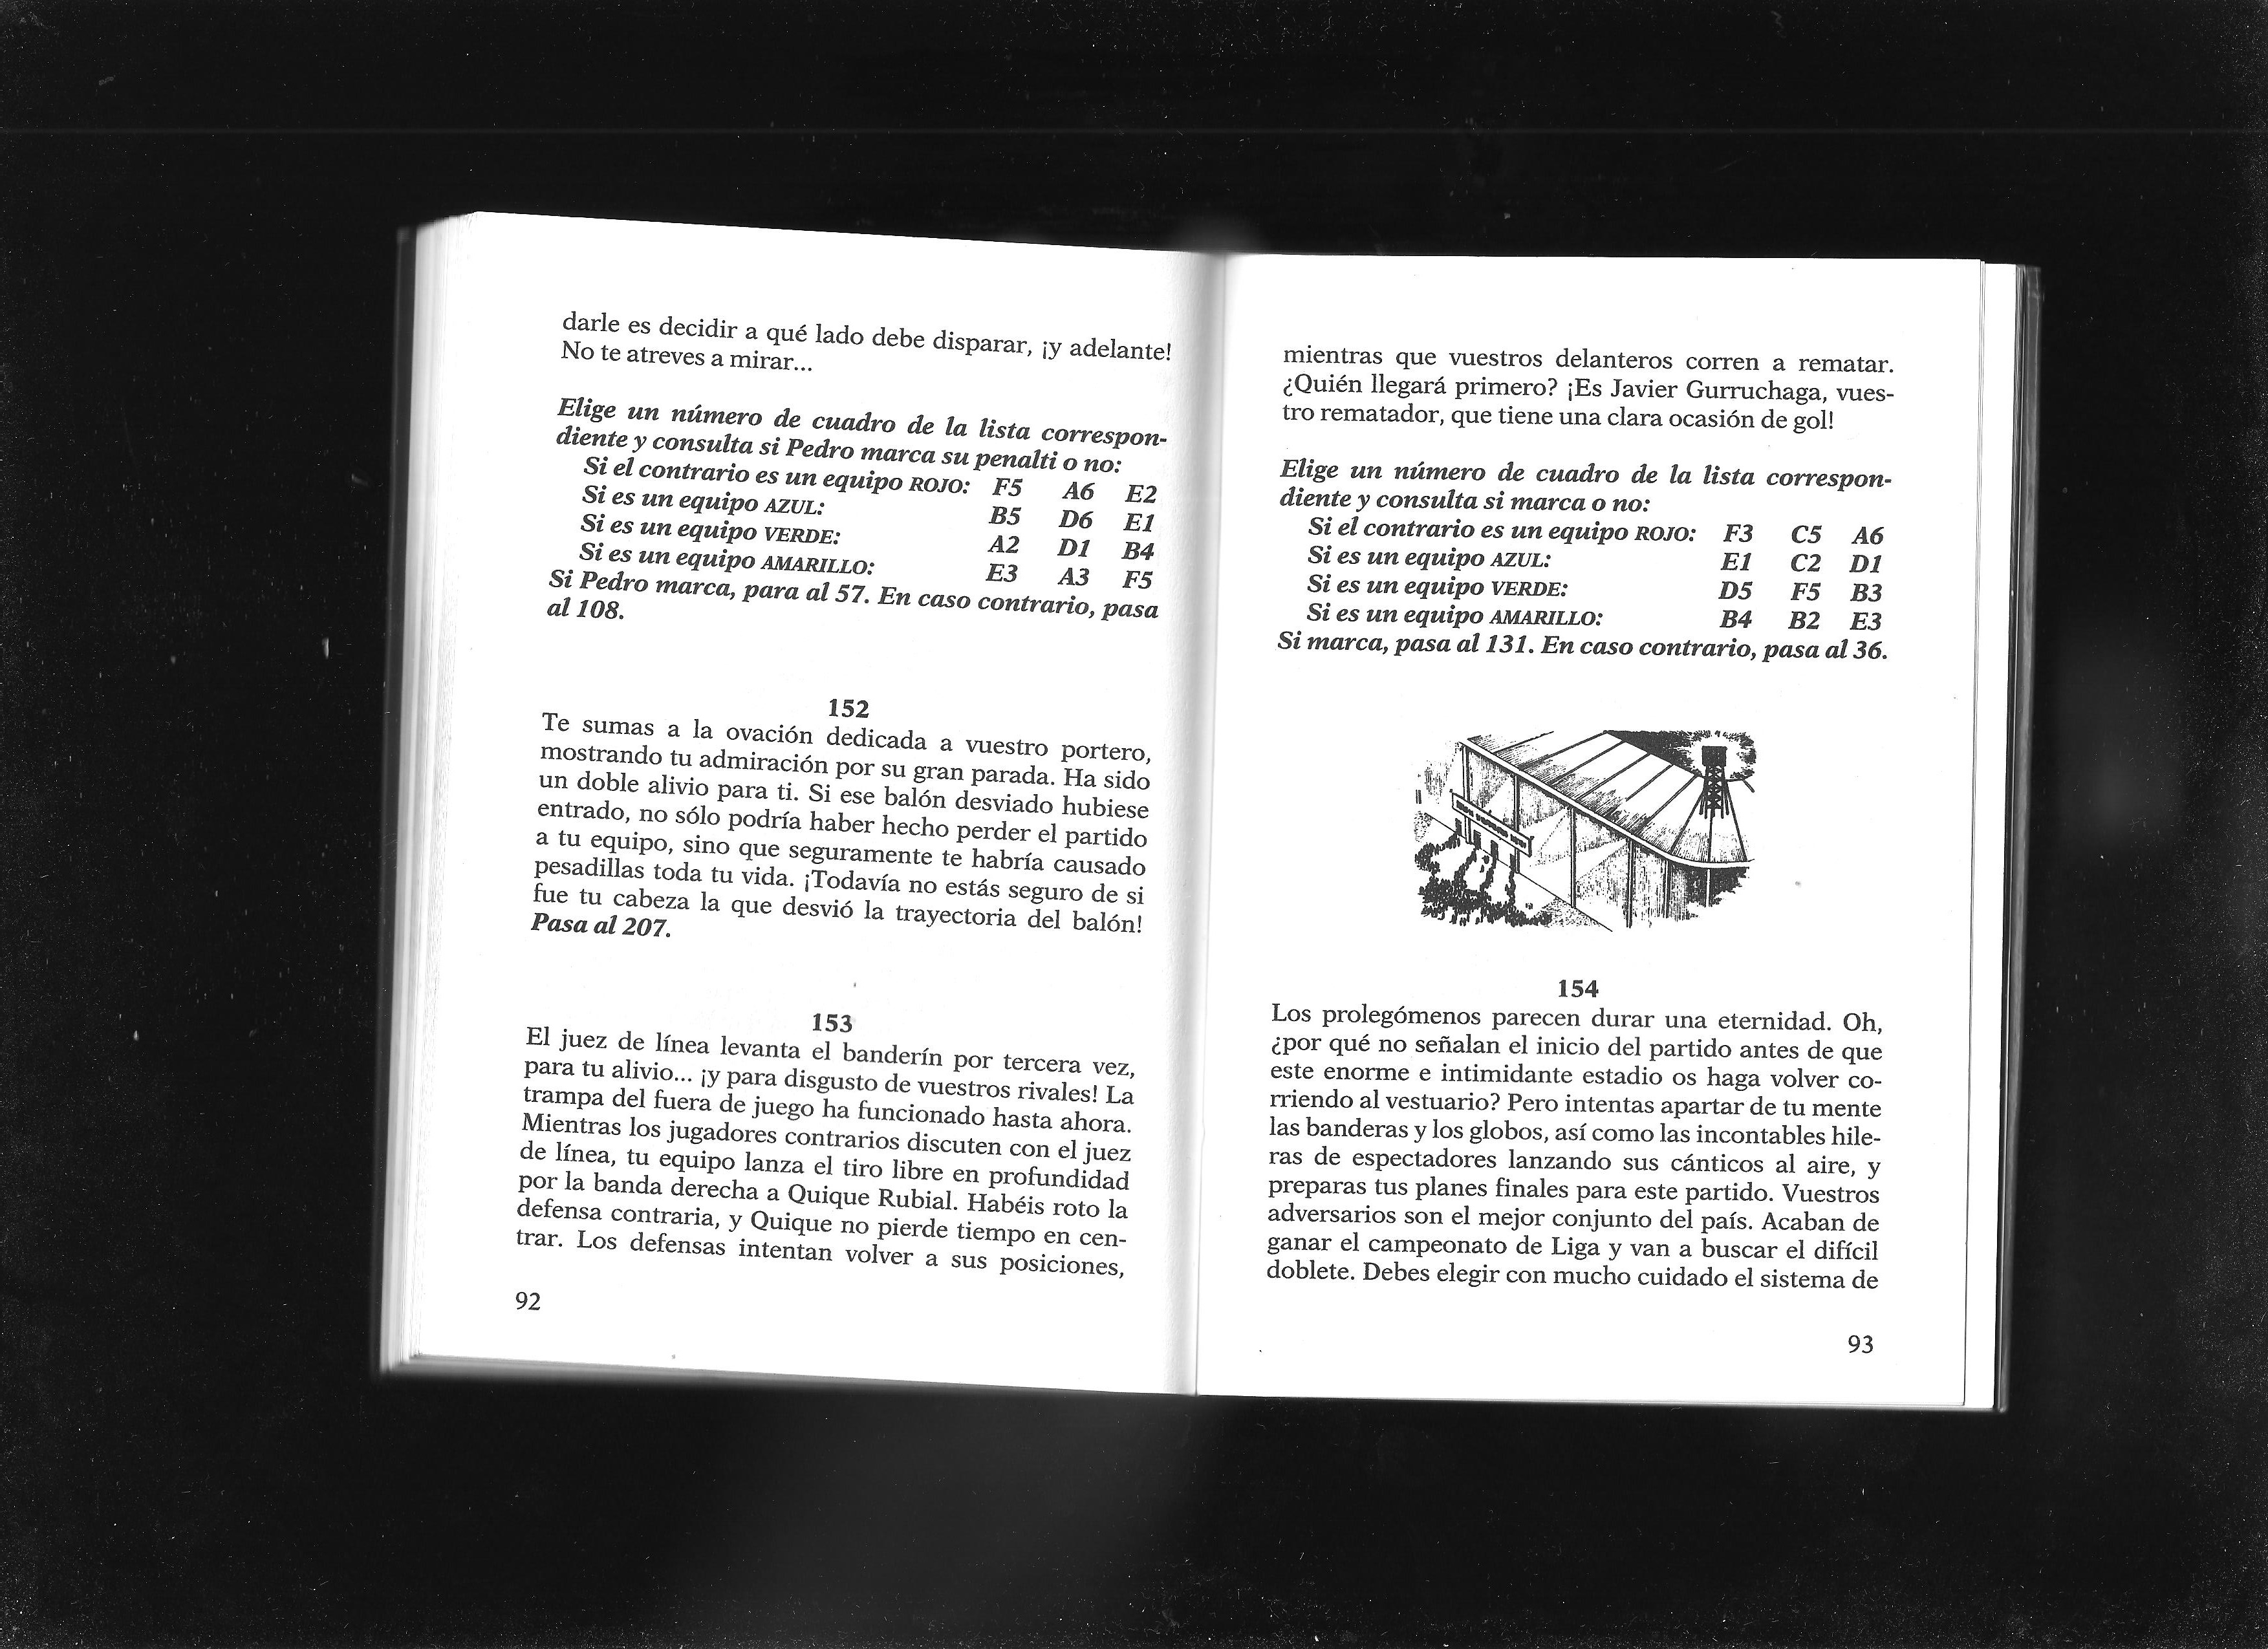 darle es decidir a qué lado debe disparar, ¡y adelante!
No te atreves a mirar...
Elige un número de cuadro de la lista correspon-
diente y consulta si Pedro marca su penalti o no:
Si el contrario es un equipo ROJO: F5 A6 E2
Si es un equipo AZUL: B5 D6 E1
Si es un equipo VERDE: A2 D1 B4
Si es un equipo AMARILLO: E3 A3 F5
Si Pedro marca, para al 57. En caso contrario, pasa
al 108.
152
Te sumas a la ovación dedicada a vuestro portero,
mostrando tu admiración por su gran parada. Ha sido
un doble alivio para ti. Si ese balón desviado hubiese
entrado, no sólo podría haber hecho perder el partido
a tu equipo, sino que seguramente te habría causado
pesadillas toda tu vida. ¡Todavía no estás seguro de si
fue tu cabeza la que desvió la trayectoria del balón!
Pasa al 207.
153
El juez de línea levanta el banderín por tercera vez,
para tu alivio... ¡y para disgusto de vuestros rivales! La
trampa del fuera de juego ha funcionado hasta ahora.
Mientras los jugadores contrarios discuten con el juez
de línea, tu equipo lanza el tiro libre en profundidad
por la banda derecha a Quique Rubial. Habéis roto la
defensa contraria, y Quique no pierde tiempo en cen-
trar. Los defensas intentan volver a sus posiciones,
92
mientras que vuestros delanteros corren a rematar.
¿Quién llegará primero? ¡Es Javier Gurruchaga, vues-
tro rematador, que tiene una clara ocasión de gol!
Elige un número de cuadro de la lista correspon-
diente y consulta si marca o no:
Si el contrario es un equipo ROJO: F3 C5 A6
Si es un equipo AZUL: E1 C2 D1
Si es un equipo VERDE: D5 F5 B3
Si es un equipo AMARILLO: B4 B2 E3
Si marca, pasa al 131. En caso contrario, pasa al 36.
154
Los prolegómenos parecen durar una eternidad. Oh,
¿por qué no señalan el inicio del partido antes de que
este enorme e intimidante estadio os haga volver co-
rriendo al vestuario? Pero intentas apartar de tu mente
las banderas y los globos, así como las incontables hile-
ras de espectadores lanzando sus cánticos al aire, y
preparas tus planes finales para este partido. Vuestros
adversarios son el mejor conjunto del país. Acaban de
ganar el campeonato de Liga y van a buscar el difícil
doblete. Debes elegir con mucho cuidado el sistema de
93